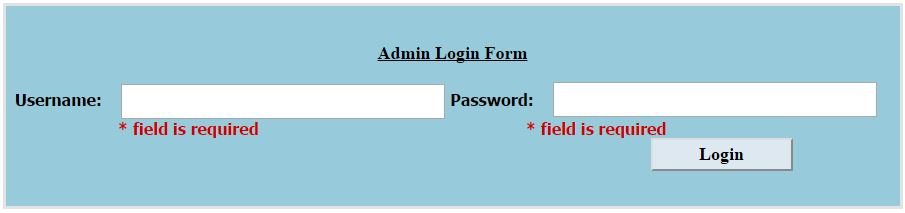 Admin Login Form
Username: Password:
* field is required * field is required
Login